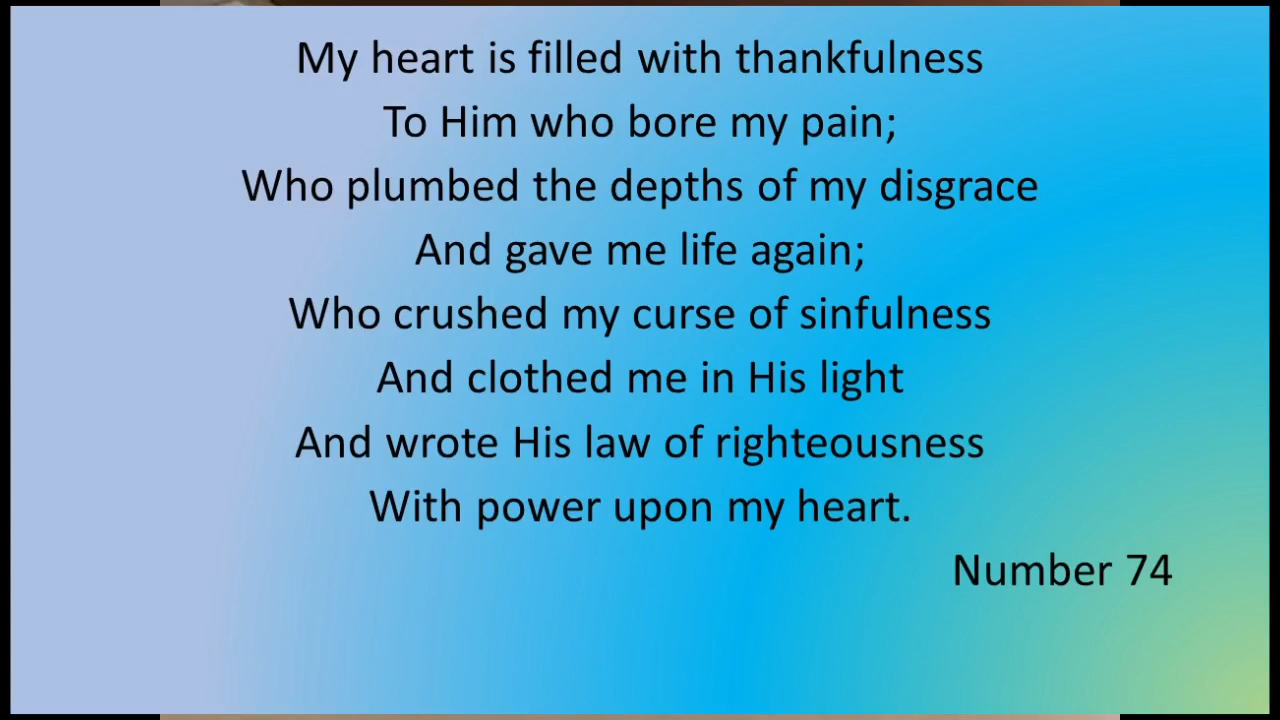 My heart is filled with thankfulness
To Him who bore my pain;
Who plumbed the depths of my disgrace
And gave me life again;
Who crushed my curse of sinfulness
And clothed me in His light
And wrote His law of righteousness
With power upon my heart.
Number 74